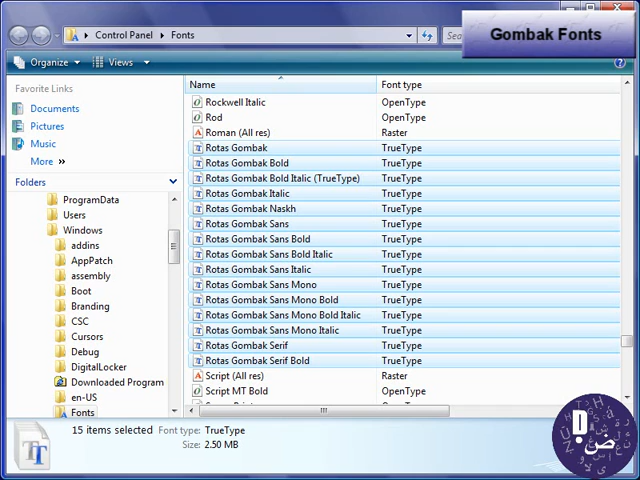 Gombak Fonts
Control Panel
Fonts
Organize
Views
Favorite Links
Documents
Pictures
Music
More »
Folders
ProgramData
Users
Windows
addins
AppPatch
assembly
Boot
Branding
CSC
Cursors
Debug
DigitalLocker
Downloaded Program
en-US
Fonts
Name Font type
Rockwell Italic OpenType
Rod OpenType
Roman (All res) Raster
Rotas Gombak TrueType
Rotas Gombak Bold TrueType
Rotas Gombak Bold Italic (TrueType) TrueType
Rotas Gombak Italic TrueType
Rotas Gombak Naskh TrueType
Rotas Gombak Sans TrueType
Rotas Gombak Sans Bold TrueType
Rotas Gombak Sans Bold Italic TrueType
Rotas Gombak Sans Italic TrueType
Rotas Gombak Sans Mono TrueType
Rotas Gombak Sans Mono Bold TrueType
Rotas Gombak Sans Mono Bold Italic TrueType
Rotas Gombak Sans Mono Italic TrueType
Rotas Gombak Serif TrueType
Rotas Gombak Serif Bold TrueType
Script (All res) Raster
Script MT Bold OpenType
15 items selected Font type: TrueType
Size: 2.50 MB